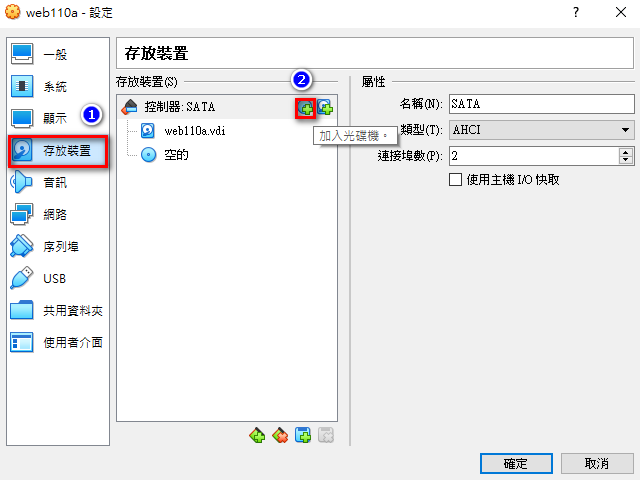 web110a - 設定
一般
系統
顯示
1
存放裝置
音訊
網路
序列埠
USB
共用資料夾
使用者介面
存放裝置
存放裝置(S)
2
控制器: SATA
加入光碟機。
web110a.vdi
空的
屬性
名稱(N): SATA
類型(T): AHCI
連接埠數(P): 2
使用主機 I/O 快取
確定
取消